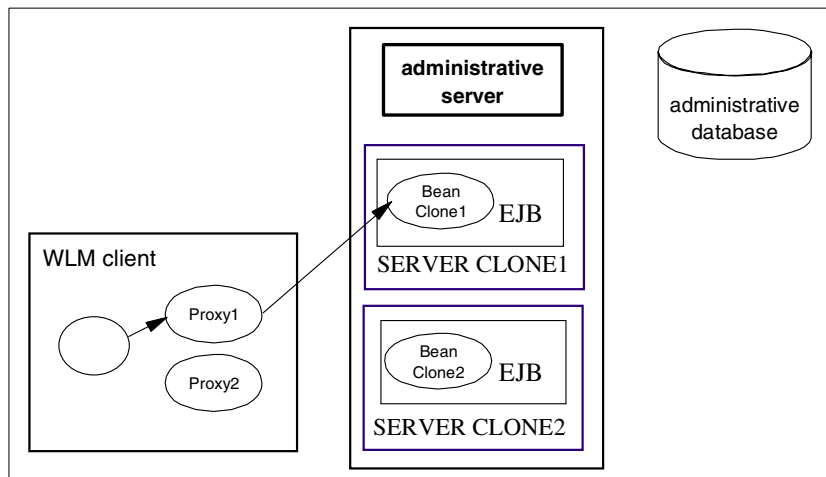 administrative
server
administrative
database
Bean
Clone1
EJB
SERVER CLONE1
WLM client
Proxy1
Proxy2
Bean
Clone2
EJB
SERVER CLONE2